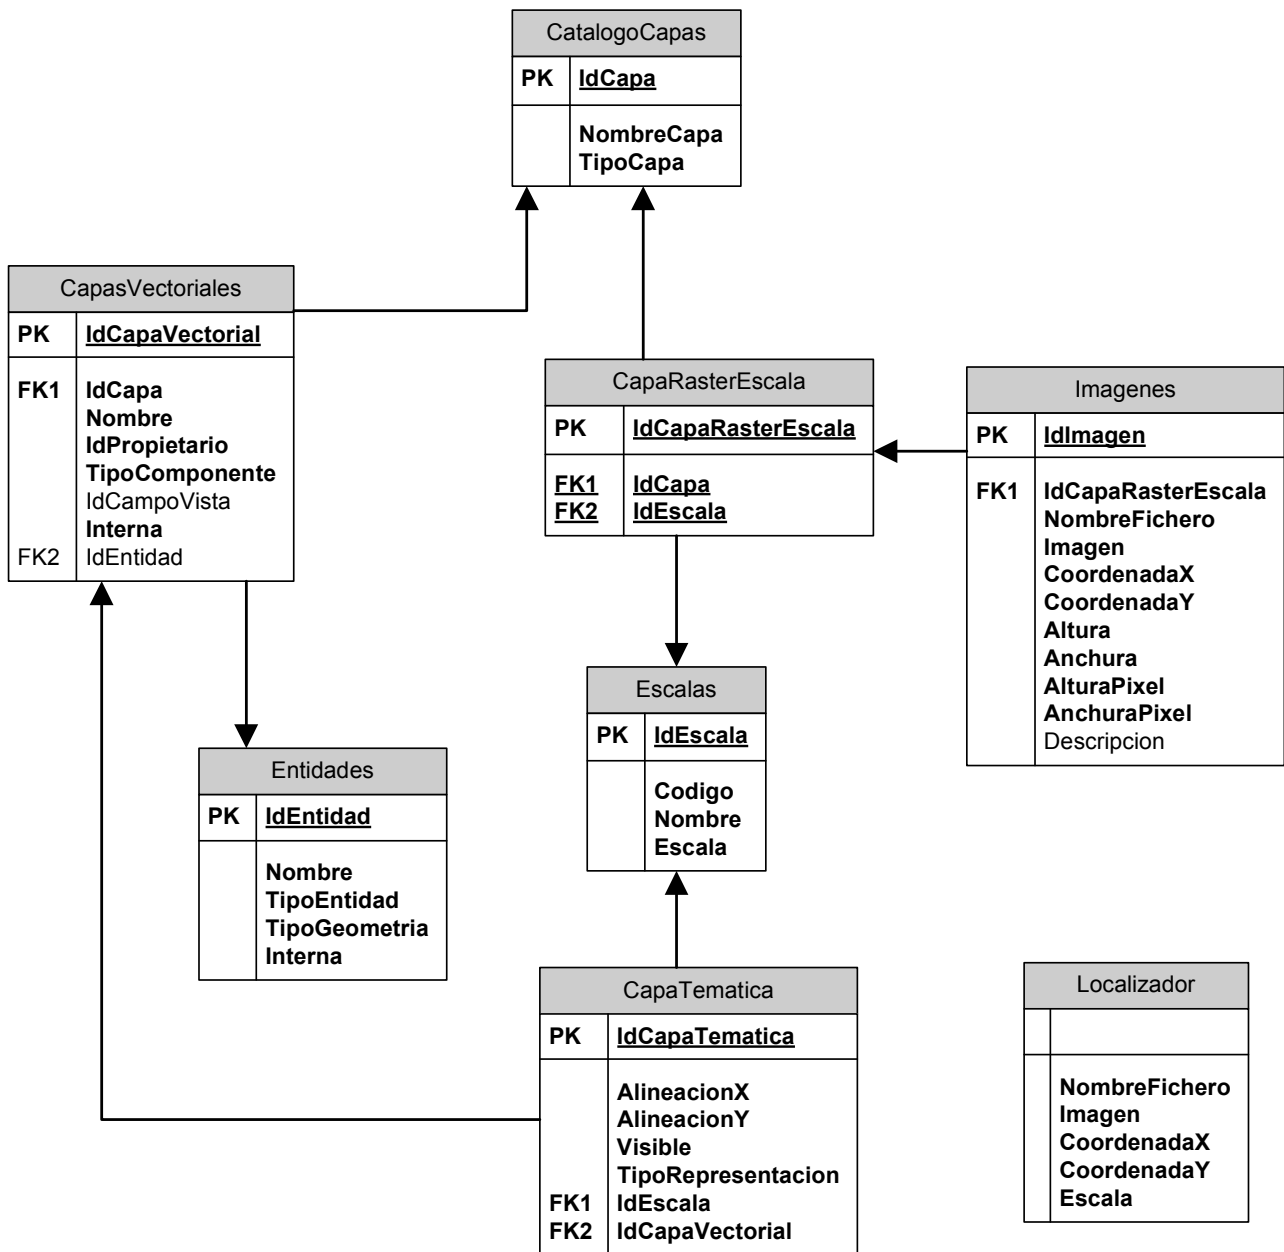 CatalogoCapas
PK IdCapa
NombreCapa
TipoCapa
CapasVectoriales
PK IdCapaVectorial
FK1 IdCapa
Nombre
IdPropietario
TipoComponente
IdCampoVista
Interna
FK2 IdEntidad
CapaRasterEscala
PK IdCapaRasterEscala
FK1 IdCapa
FK2 IdEscala
Imagenes
PK IdImagen
FK1 IdCapaRasterEscala
NombreFichero
Imagen
CoordenadaX
CoordenadaY
Altura
Anchura
AlturaPixel
AnchuraPixel
Descripcion
Escalas
PK IdEscala
Codigo
Nombre
Escala
Entidades
PK IdEntidad
Nombre
TipoEntidad
TipoGeometria
Interna
CapaTematica
PK IdCapaTematica
AlineacionX
AlineacionY
Visible
TipoRepresentacion
FK1 IdEscala
FK2 IdCapaVectorial
Localizador
NombreFichero
Imagen
CoordenadaX
CoordenadaY
Escala